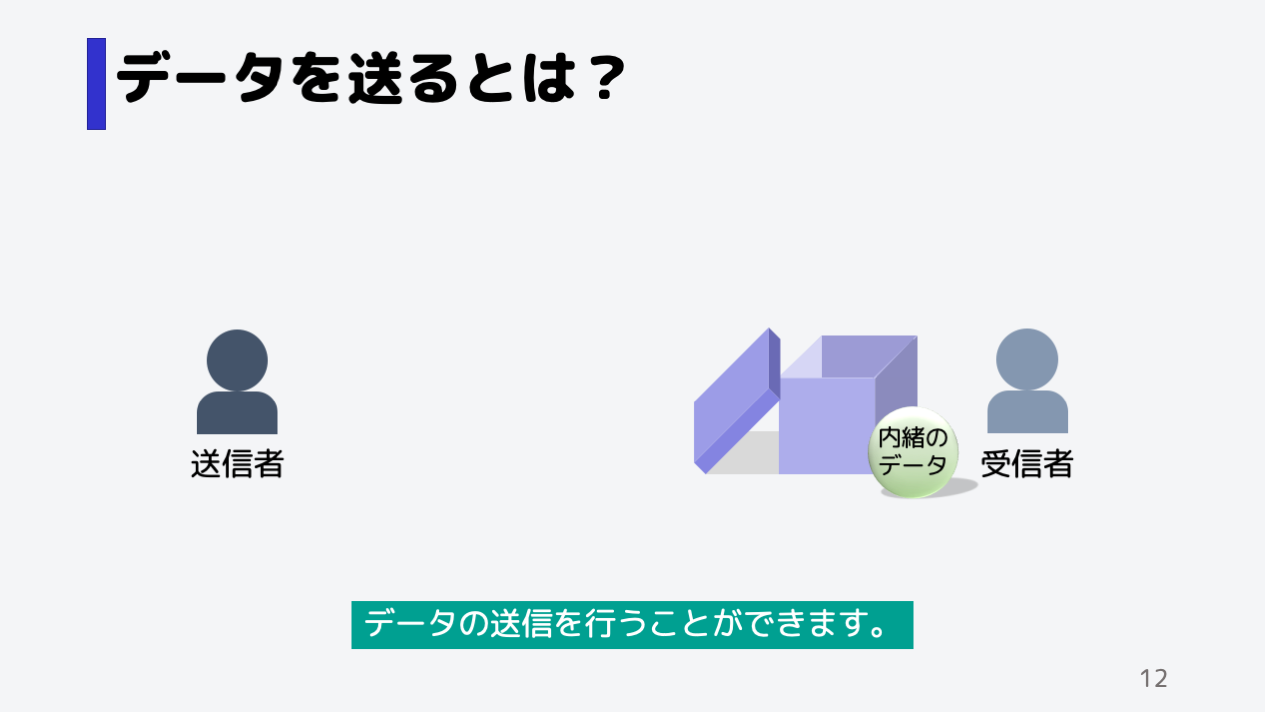 データを送るとは？
内緒の
データ
送信者
受信者
データの送信を行うことができます。
12